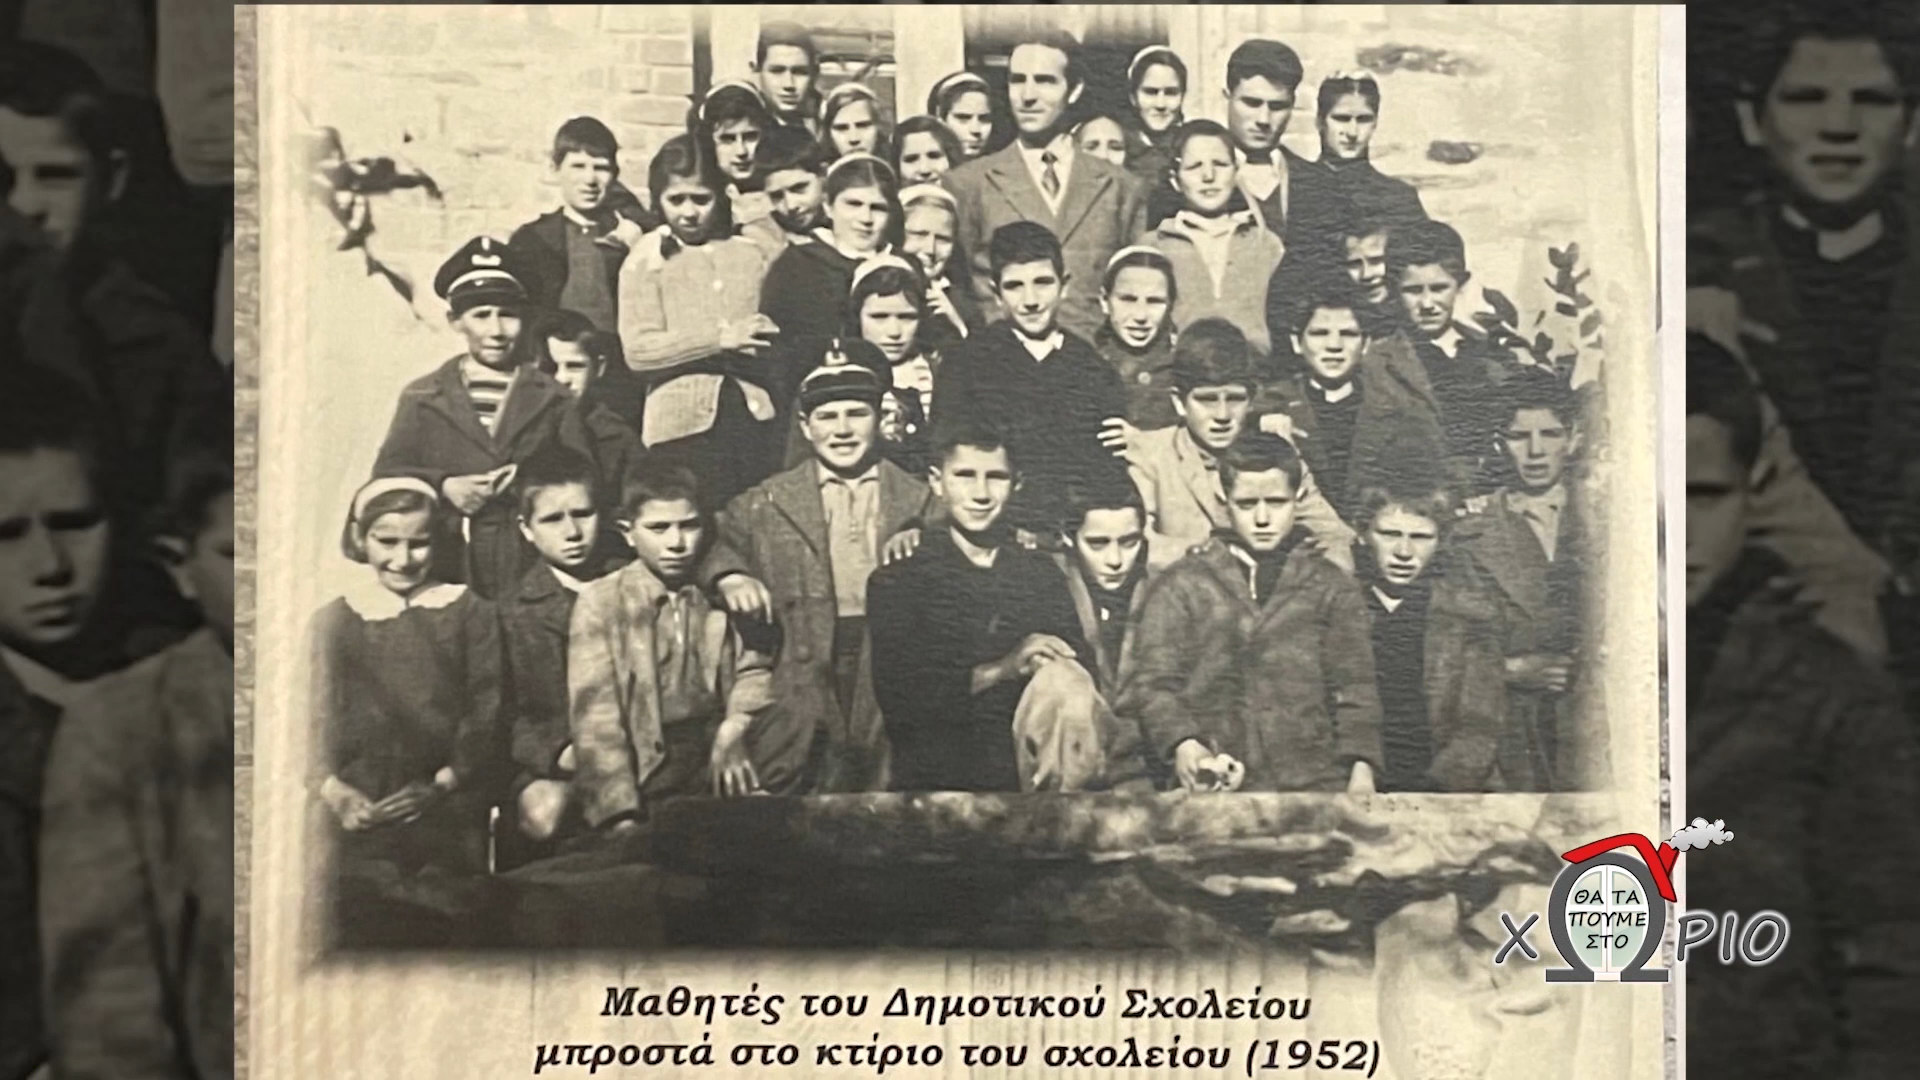 ΘΑ ΤΑ
ΠΟΥΜΕ
ΣΤΟ
ΧΩΡΙΟ
Μαθητές του Δημοτικού Σχολείου
μπροστά στο κτίριο του σχολείου (1952)